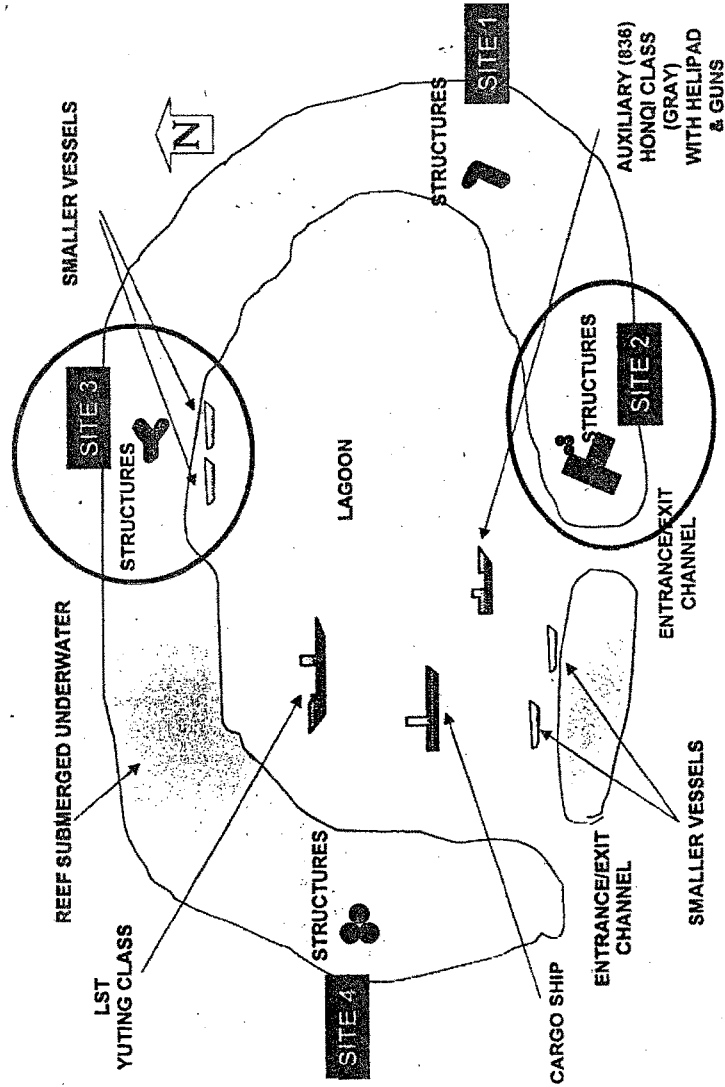 REEF SUBMERGED UNDERWATER
SMALLER VESSELS
SITE 3
LST
YUTING CLASS
STRUCTURES
N
STRUCTURES
SITE 4
LAGOON
STRUCTURES
SITE 1
CARGO SHIP
STRUCTURES
SITE 2
ENTRANCE/EXIT
CHANNEL
ENTRANCE/EXIT
CHANNEL
SMALLER VESSELS
AUXILIARY (836)
HONQI CLASS
(GRAY)
WITH HELIPAD
& GUNS